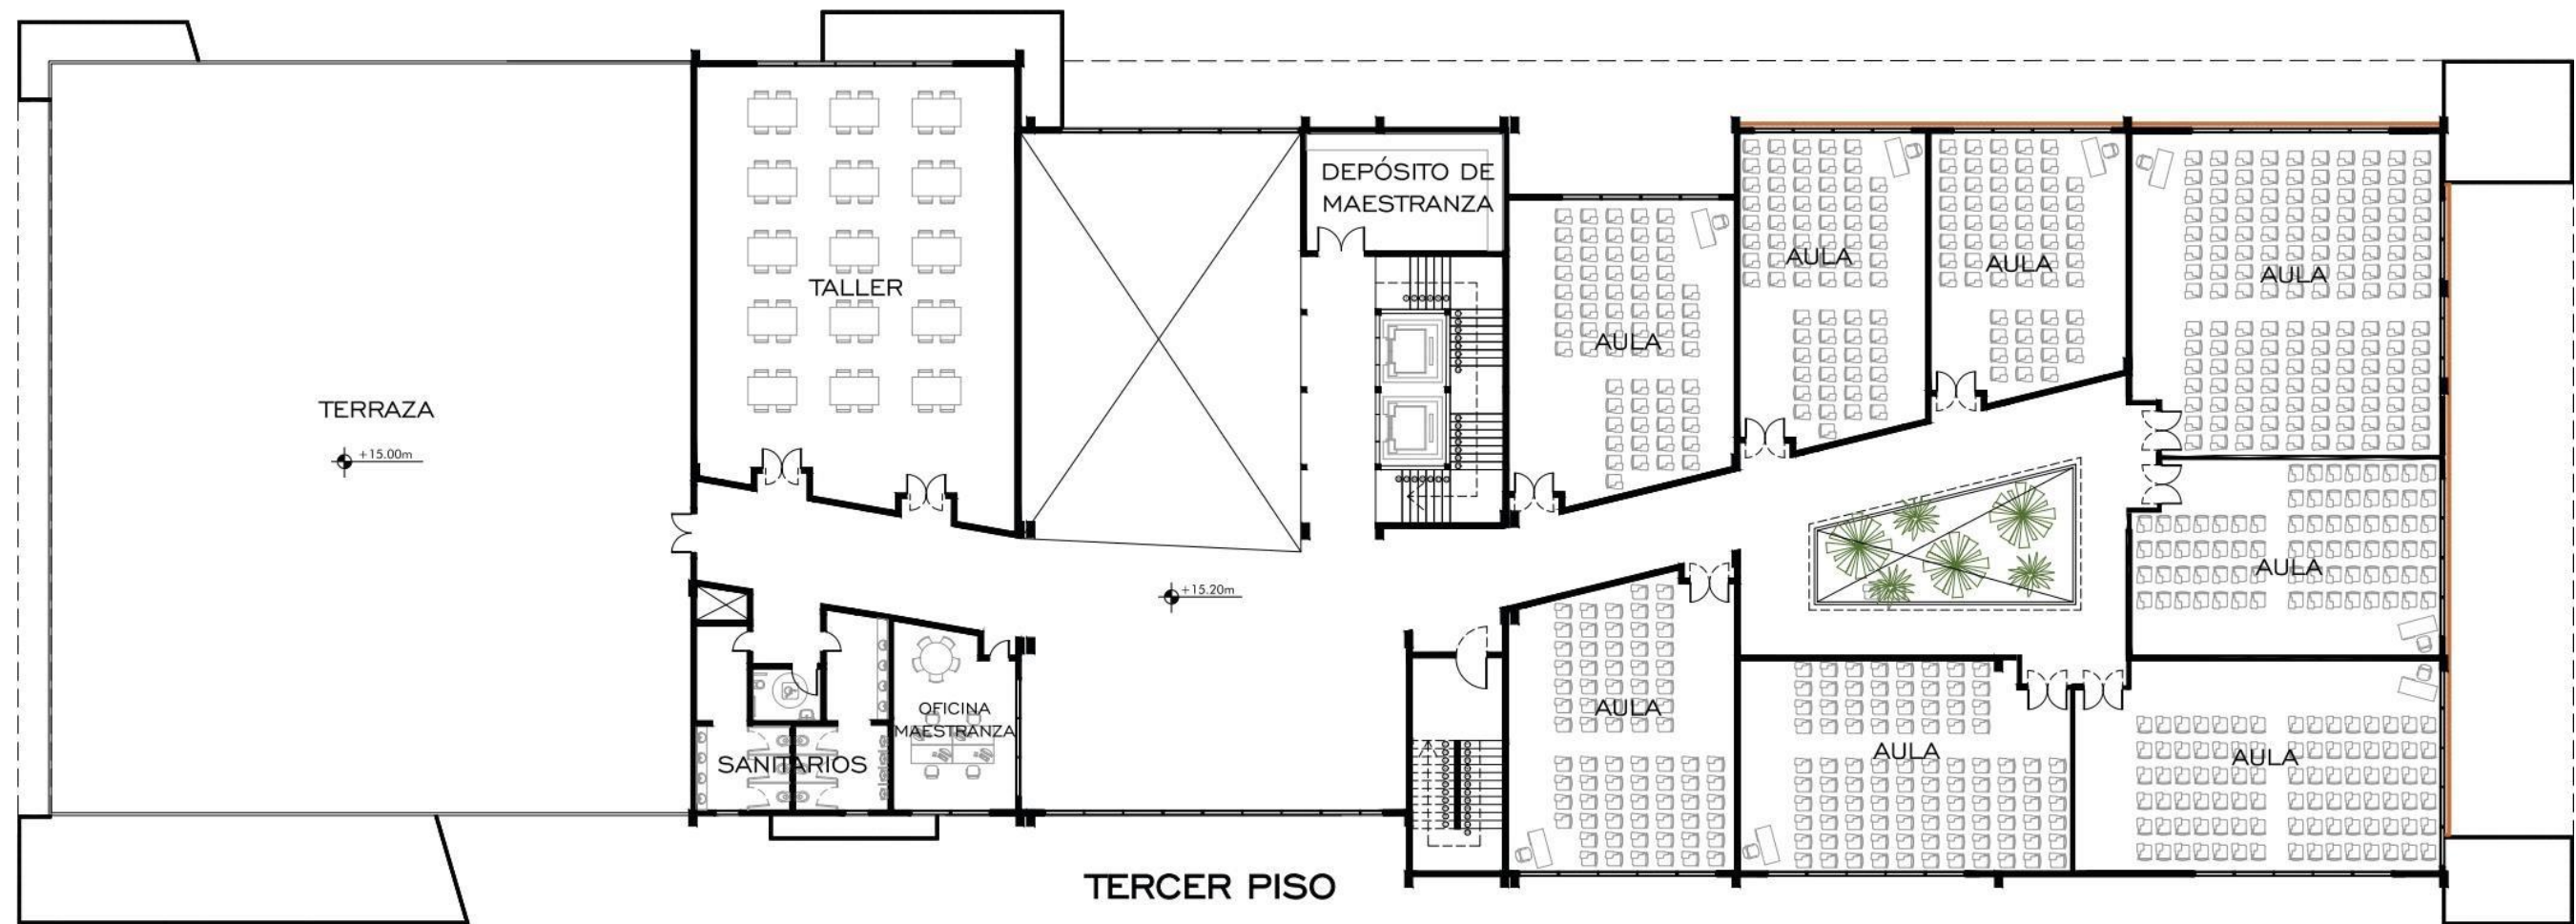 DEPÓSITO DE
MAESTRANZA
AULA
AULA
AULA
TALLER
AULA
TERRAZA
+15.00m
AULA
+15.20m
OFICINA
MAESTRANZA
AULA
AULA
AULA
SANITARIOS
TERCER PISO